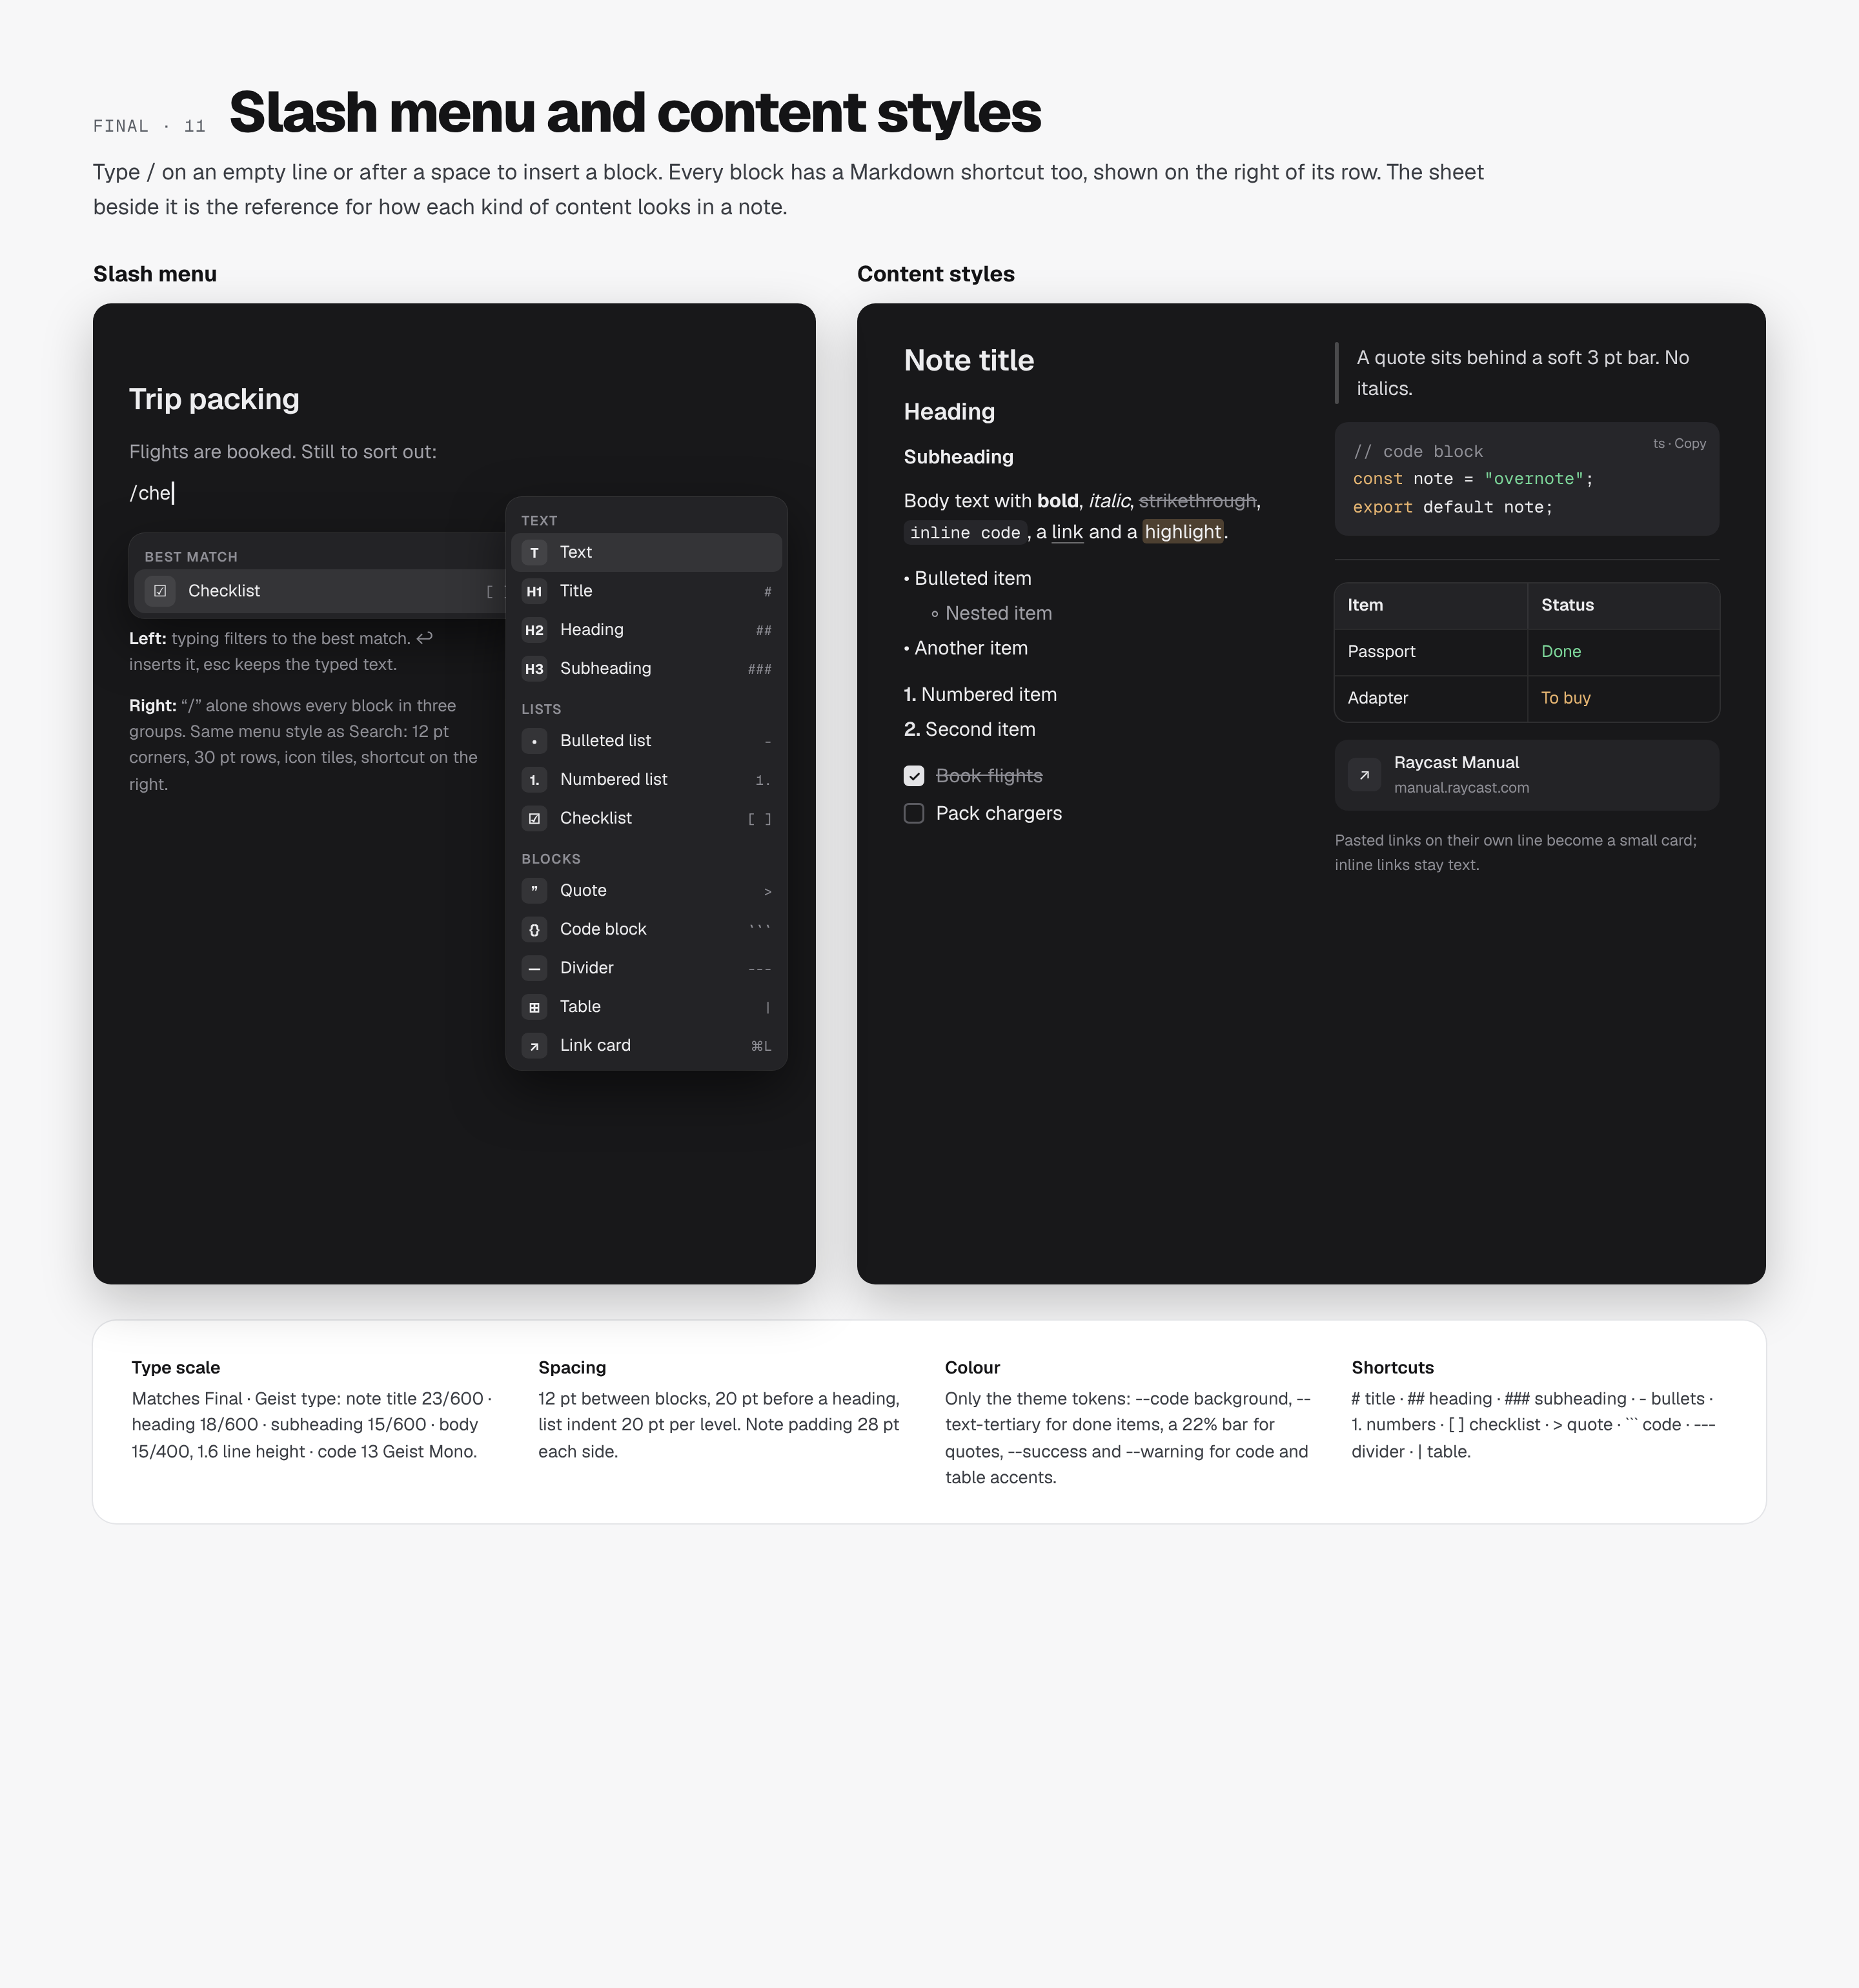 FINAL · 11 Slash menu and content styles
Type / on an empty line or after a space to insert a block. Every block has a Markdown shortcut too, shown on the right of its row. The sheet
beside it is the reference for how each kind of content looks in a note.
Slash menu
Trip packing
Flights are booked. Still to sort out:
/che
BEST MATCH
☑ Checklist [
Left: typing filters to the best match. ↩
inserts it, esc keeps the typed text.
Right: “/” alone shows every block in three
groups. Same menu style as Search: 12 pt
corners, 30 pt rows, icon tiles, shortcut on the
right.
TEXT
T Text
H1 Title #
H2 Heading ##
H3 Subheading ###
LISTS
• Bulleted list -
1. Numbered list 1.
☑ Checklist [ ]
BLOCKS
” Quote >
{} Code block ```
— Divider ---
⊞ Table |
↗ Link card ⌘L
Content styles
Note title
Heading
Subheading
Body text with bold, italic, strikethrough,
inline code, a link and a highlight.
• Bulleted item
◦ Nested item
• Another item
1. Numbered item
2. Second item
Book flights
Pack chargers
A quote sits behind a soft 3 pt bar. No
italics.
ts · Copy
// code block
const note = "overnote";
export default note;
Item Status
Passport Done
Adapter To buy
↗ Raycast Manual
manual.raycast.com
Pasted links on their own line become a small card;
inline links stay text.
Type scale
Matches Final · Geist type: note title 23/600 ·
heading 18/600 · subheading 15/600 · body
15/400, 1.6 line height · code 13 Geist Mono.
Spacing
12 pt between blocks, 20 pt before a heading,
list indent 20 pt per level. Note padding 28 pt
each side.
Colour
Only the theme tokens: --code background, --
text-tertiary for done items, a 22% bar for
quotes, --success and --warning for code and
table accents.
Shortcuts
# title · ## heading · ### subheading · - bullets ·
1. numbers · [ ] checklist · > quote · ``` code · ---
divider · | table.